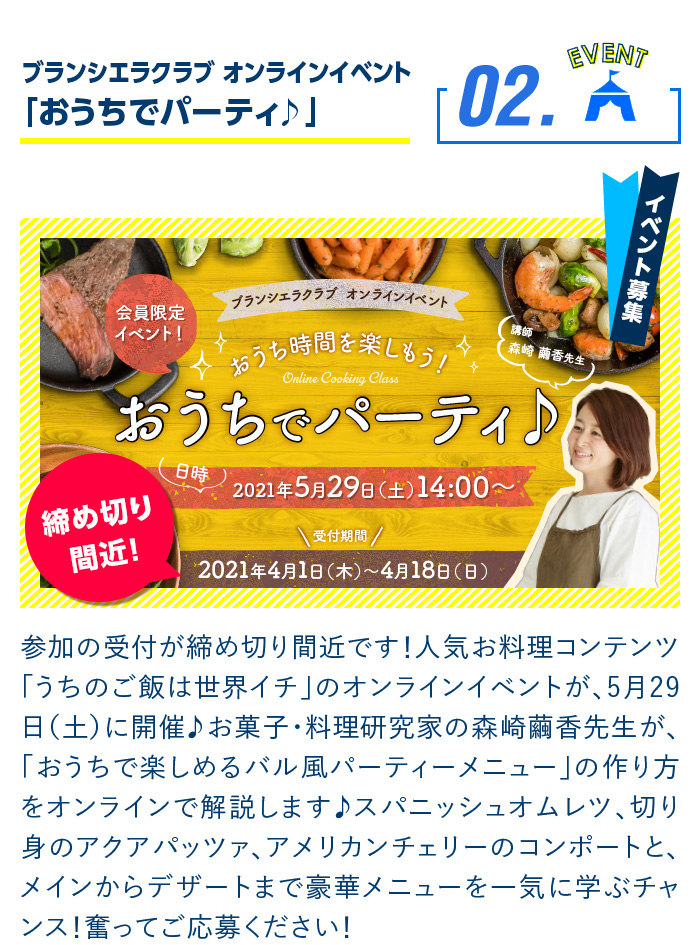 ブランシエラクラブ オンラインイベント
「おうちでパーティ♪」
02.
EVENT
イベント募集
会員限定
イベント!
ブランシエラクラブ オンラインイベント
おうち時間を楽しもう!
Online Cooking Class
おうちでパーティ♪
講師
森崎 繭香先生
日時
2021年5月29日(土)14:00〜
締め切り
間近!
受付期間
2021年4月1日(木)〜4月18日(日)
参加の受付が締め切り間近です!人気お料理コンテンツ
「うちのご飯は世界イチ」のオンラインイベントが、5月29
日(土)に開催♪お菓子・料理研究家の森崎繭香先生が、
「おうちで楽しめるバル風パーティーメニュー」の作り方
をオンラインで解説します♪スパニッシュオムレツ、切り
身のアクアパッツァ、アメリカンチェリーのコンポートと、
メインからデザートまで豪華メニューを一気に学ぶチャ
ンス!奮ってご応募ください!